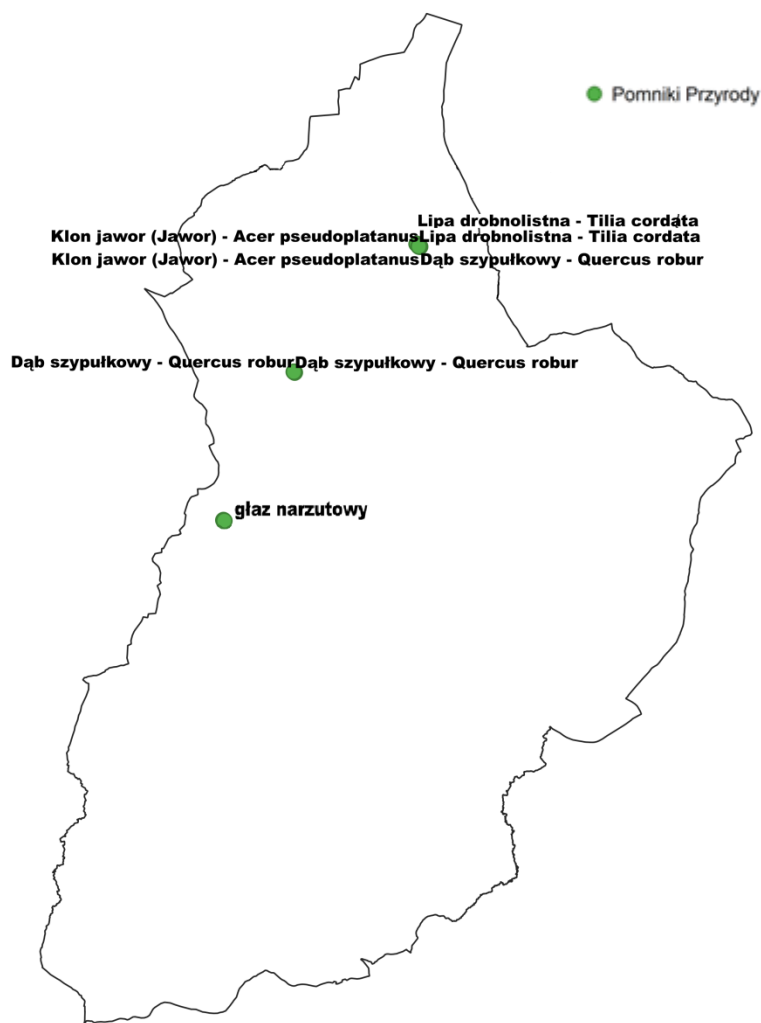 Pomniki Przyrody
Lipa drobnolistna - Tilia cordata
Klon jawor (Jawor) - Acer pseudoplatanusLipa drobnolistna - Tilia cordata
Klon jawor (Jawor) - Acer pseudoplatanusDąb szypułkowy - Quercus robur
Dąb szypułkowy - Quercus roburDąb szypułkowy - Quercus robur
głaz narzutowy